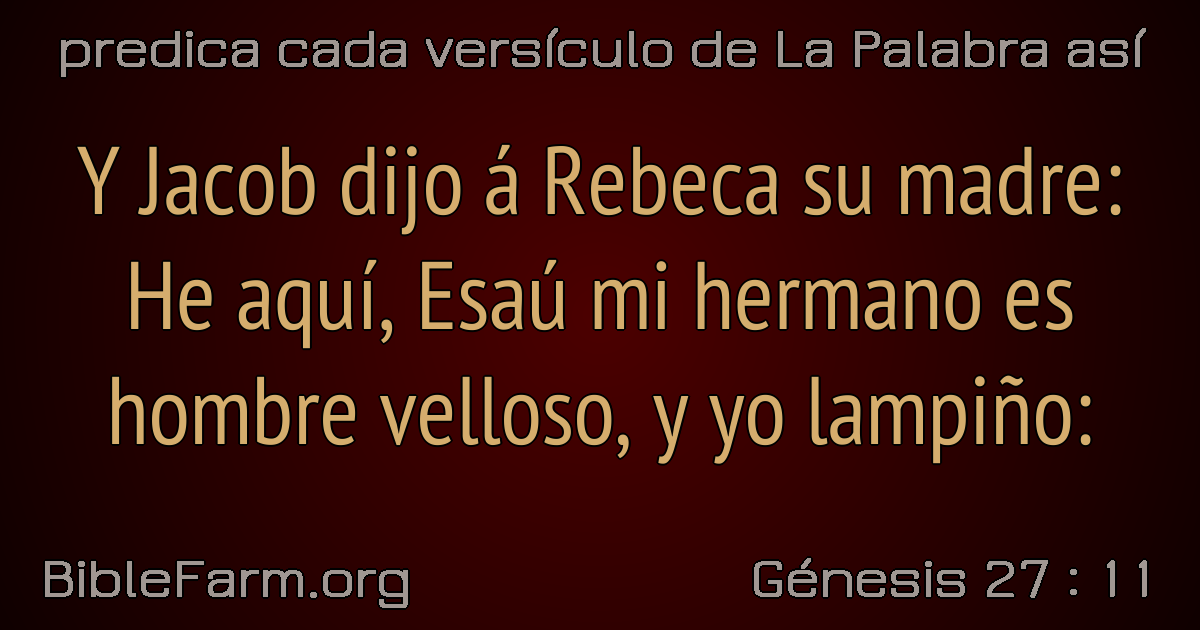 predica cada versículo de La Palabra así
Y Jacob dijo á Rebeca su madre:
He aquí, Esaú mi hermano es
hombre velloso, y yo lampiño:
BibleFarm.org
Génesis 27 : 11